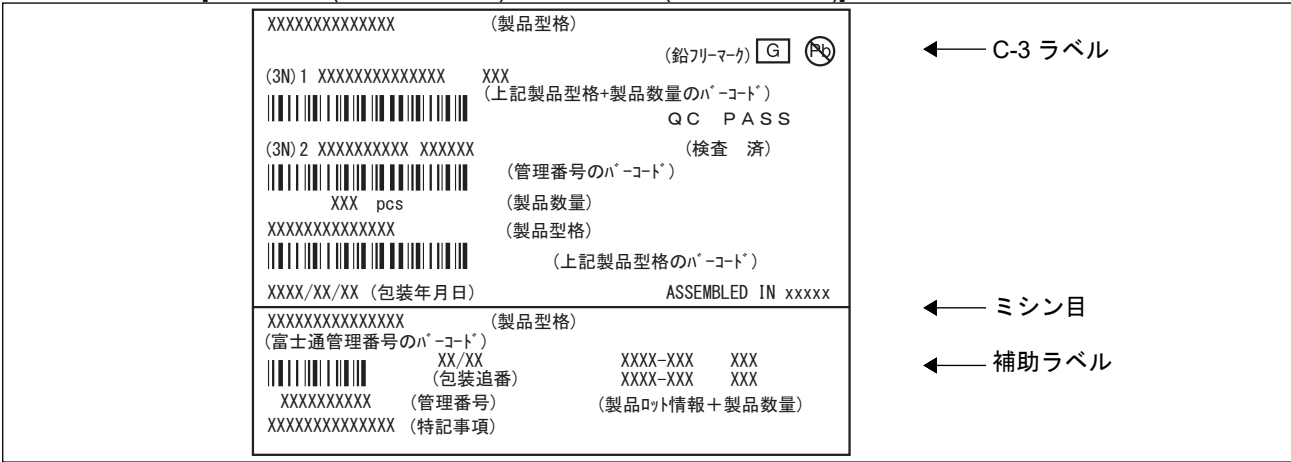 XXXXXXXXXXXXXX (製品型格)
(鉛フリーマーク) G Pb
C-3 ラベル
(3N)1 XXXXXXXXXXXXXX XXX
(上記製品型格+製品数量のバーコード)
QC PASS
(3N)2 XXXXXXXXXX XXXXXX (検査 済)
(管理番号のバーコード)
XXX pcs (製品数量)
XXXXXXXXXXXXXX (製品型格)
(上記製品型格のバーコード)
XXXX/XX/XX (包装年月日) ASSEMBLED IN xxxxx
ミシン目
XXXXXXXXXXXXXXX (製品型格)
(富士通管理番号のバーコード)
XX/XX XXXX-XXX XXX
補助ラベル
(包装追番) XXXX-XXX XXX
XXXXXXXXXX (管理番号) (製品ロット情報+製品数量)
XXXXXXXXXXXXXX (特記事項)